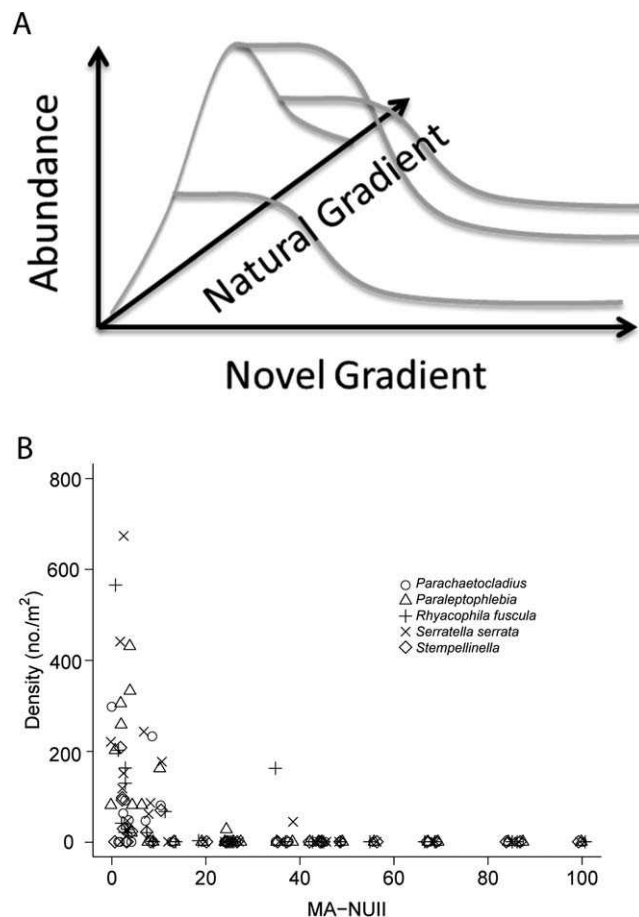 A
Abundance
Natural Gradient
Novel Gradient
B
800
600
400
200
0
Density (no./m²)
Parachaetocladius
Paraleptophlebia
Rhyacophila fuscula
Serratella serrata
Stempellinella
0 20 40 60 80 100
MA−NUII